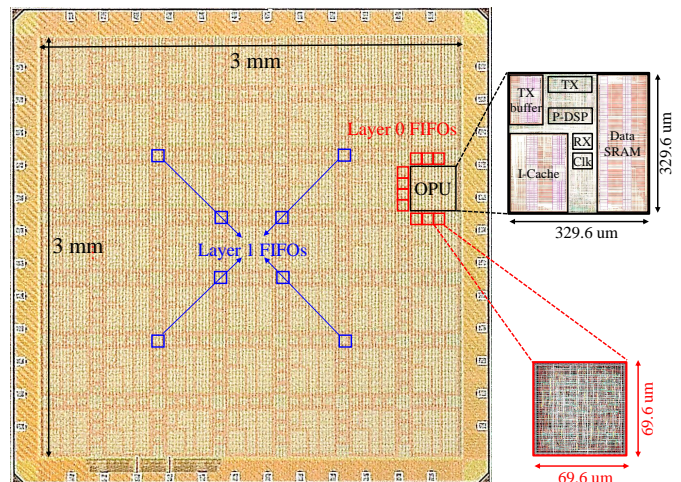 3 mm
3 mm
Layer 0 FIFOs
OPU
Layer 1 FIFOs
TX
buffer
TX
P-DSP
RX
Clk
I-Cache
Data
SRAM
329.6 um
329.6 um
69.6 um
69.6 um